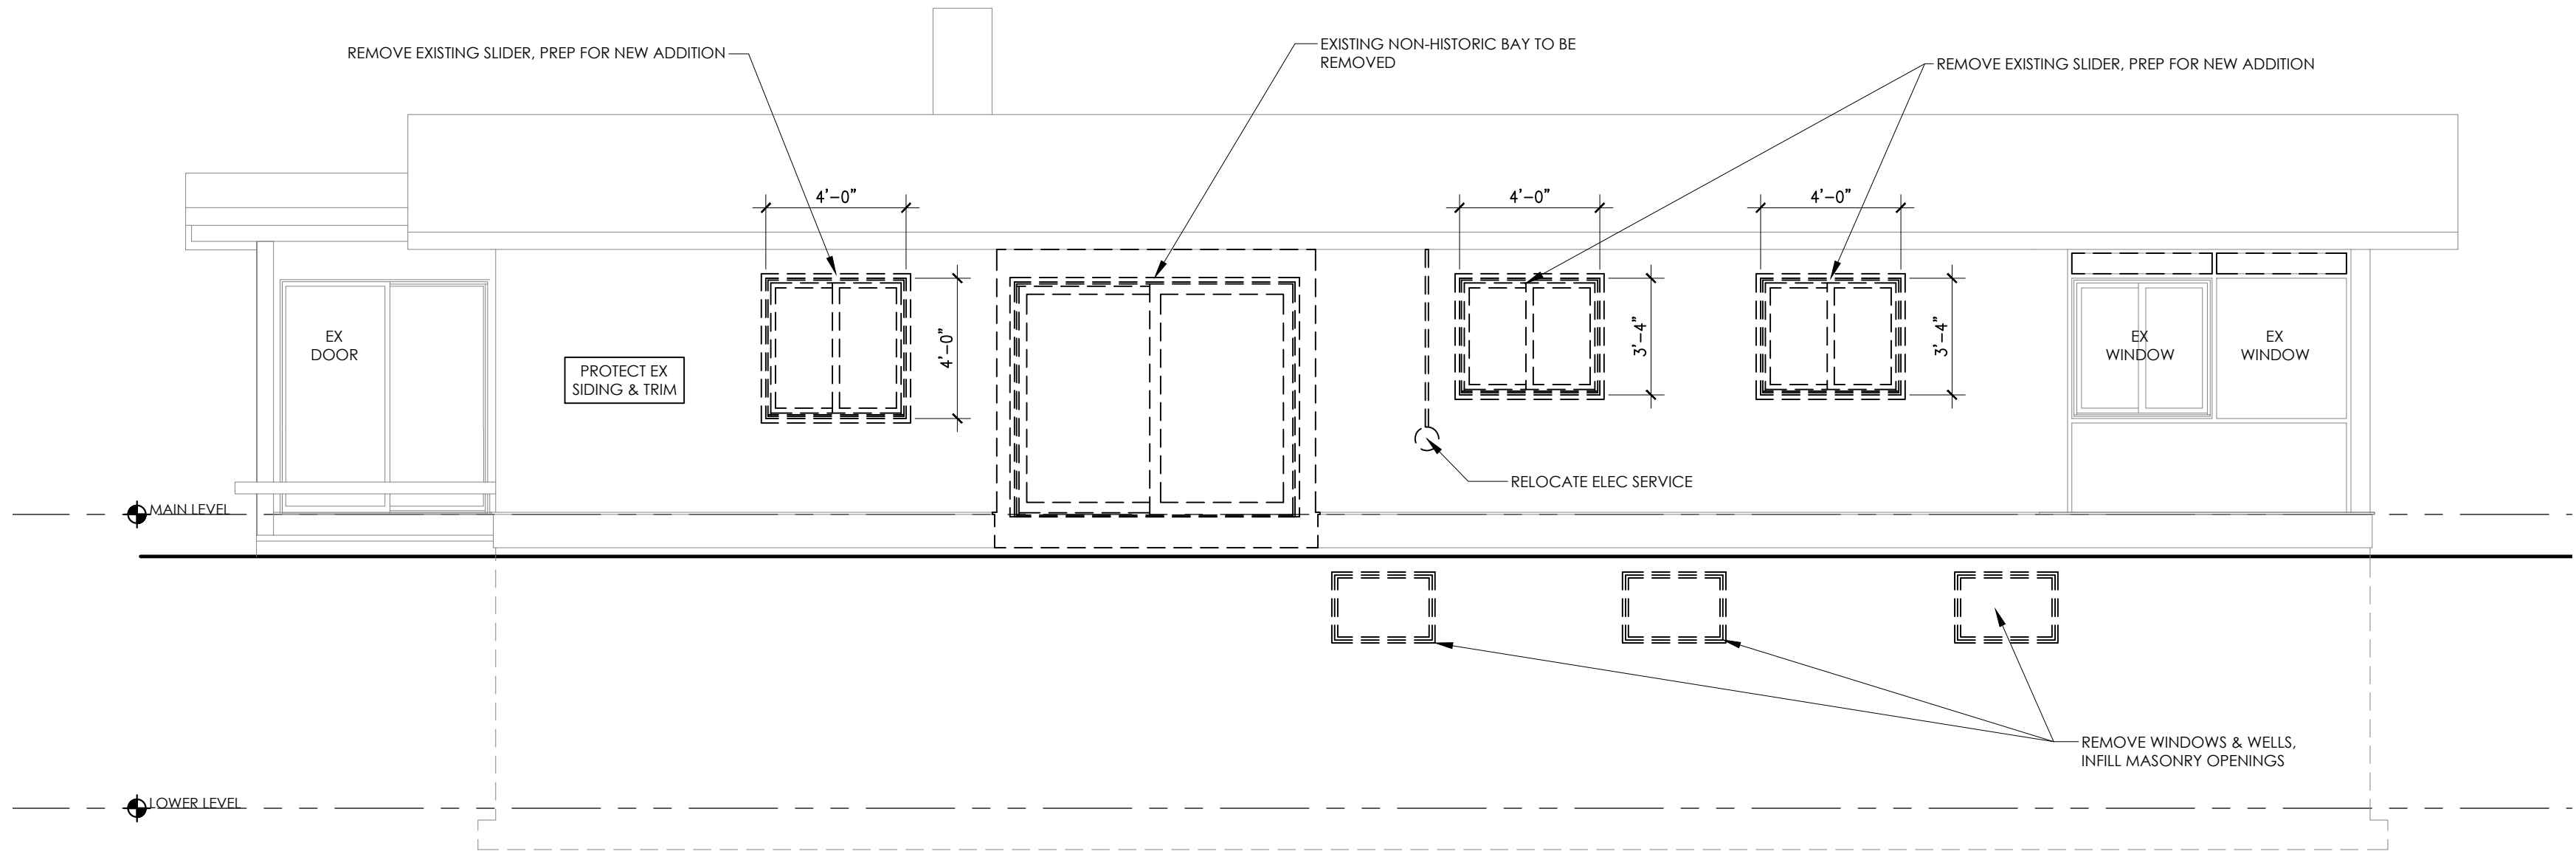 REMOVE EXISTING SLIDER, PREP FOR NEW ADDITION
EXISTING NON-HISTORIC BAY TO BE
REMOVED
REMOVE EXISTING SLIDER, PREP FOR NEW ADDITION
4'-0"
4'-0"
4'-0"
EX
DOOR
PROTECT EX
SIDING & TRIM
4'-0"
3'-4"
3'-4"
EX
WINDOW
EX
WINDOW
RELOCATE ELEC SERVICE
MAIN LEVEL
REMOVE WINDOWS & WELLS,
INFILL MASONRY OPENINGS
LOWER LEVEL